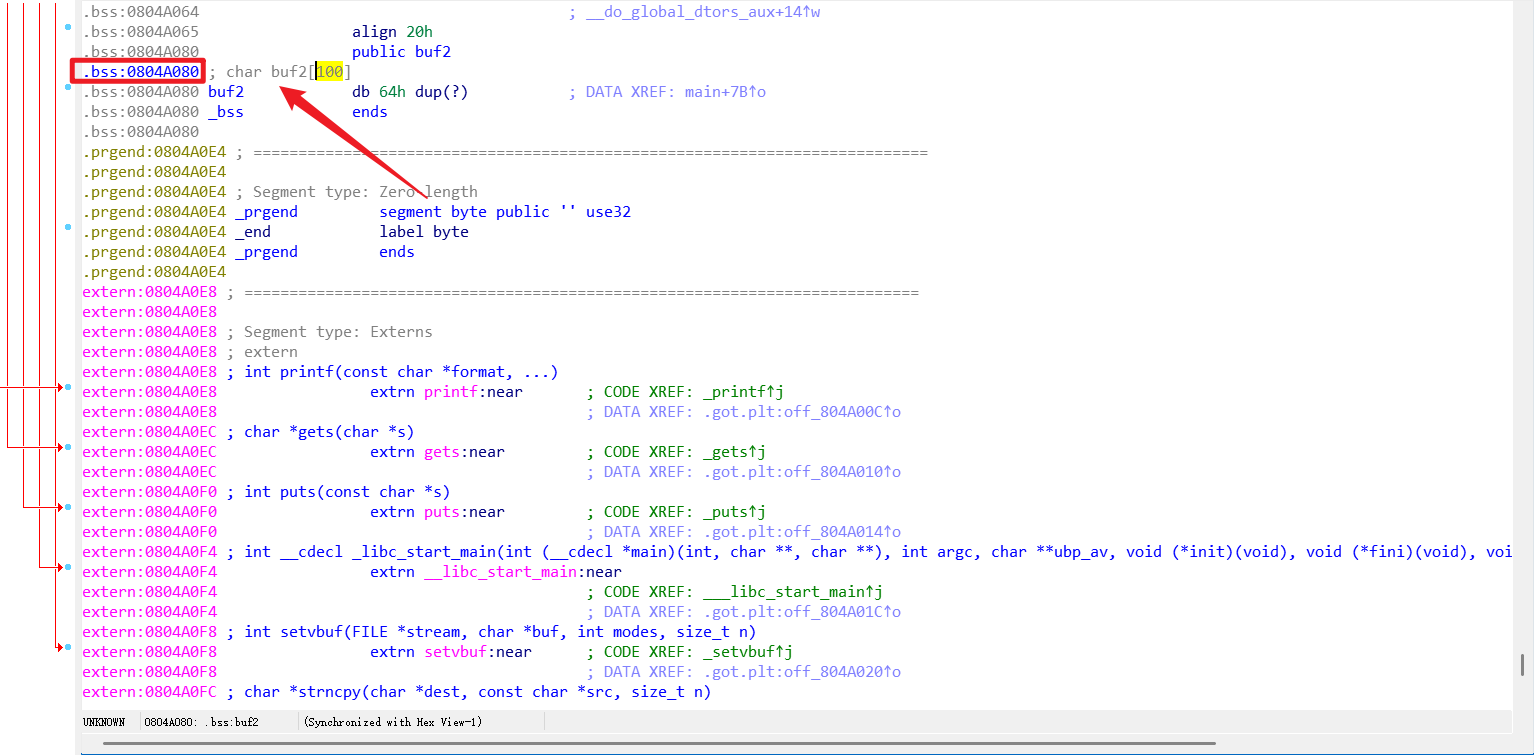 .bss:0804A064 ; __do_global_dtors_aux+14↑w
.bss:0804A065 align 20h
.bss:0804A080 public buf2
.bss:0804A080 ; char buf2[100]
.bss:0804A080 buf2 db 64h dup(?) ; DATA XREF: main+7B↑o
.bss:0804A080 _bss ends
.bss:0804A080
.prgend:0804A0E4 ; ===========================================================================
.prgend:0804A0E4
.prgend:0804A0E4 ; Segment type: Zero-length
.prgend:0804A0E4 _prgend segment byte public '' use32
.prgend:0804A0E4 _end label byte
.prgend:0804A0E4 _prgend ends
.prgend:0804A0E4
extern:0804A0E8 ; ===========================================================================
extern:0804A0E8
extern:0804A0E8 ; Segment type: Externs
extern:0804A0E8 ; extern
extern:0804A0E8 ; int printf(const char *format, ...)
extern:0804A0E8 extrn printf:near ; CODE XREF: _printf↑j
extern:0804A0E8 ; DATA XREF: .got.plt:off_804A00C↑o
extern:0804A0EC ; char *gets(char *s)
extern:0804A0EC extrn gets:near ; CODE XREF: _gets↑j
extern:0804A0EC ; DATA XREF: .got.plt:off_804A010↑o
extern:0804A0F0 ; int puts(const char *s)
extern:0804A0F0 extrn puts:near ; CODE XREF: _puts↑j
extern:0804A0F0 ; DATA XREF: .got.plt:off_804A014↑o
extern:0804A0F4 ; int __cdecl _libc_start_main(int (__cdecl *main)(int, char **, char **), int argc, char **ubp_av, void (*init)(void), void (*fini)(void), voi
extern:0804A0F4 extrn __libc_start_main:near
extern:0804A0F4 ; CODE XREF: ___libc_start_main↑j
extern:0804A0F4 ; DATA XREF: .got.plt:off_804A01C↑o
extern:0804A0F8 ; int setvbuf(FILE *stream, char *buf, int modes, size_t n)
extern:0804A0F8 extrn setvbuf:near ; CODE XREF: _setvbuf↑j
extern:0804A0F8 ; DATA XREF: .got.plt:off_804A020↑o
extern:0804A0FC ; char *strncpy(char *dest, const char *src, size_t n)
UNKNOWN 0804A080: .bss:buf2 (Synchronized with Hex View-1)